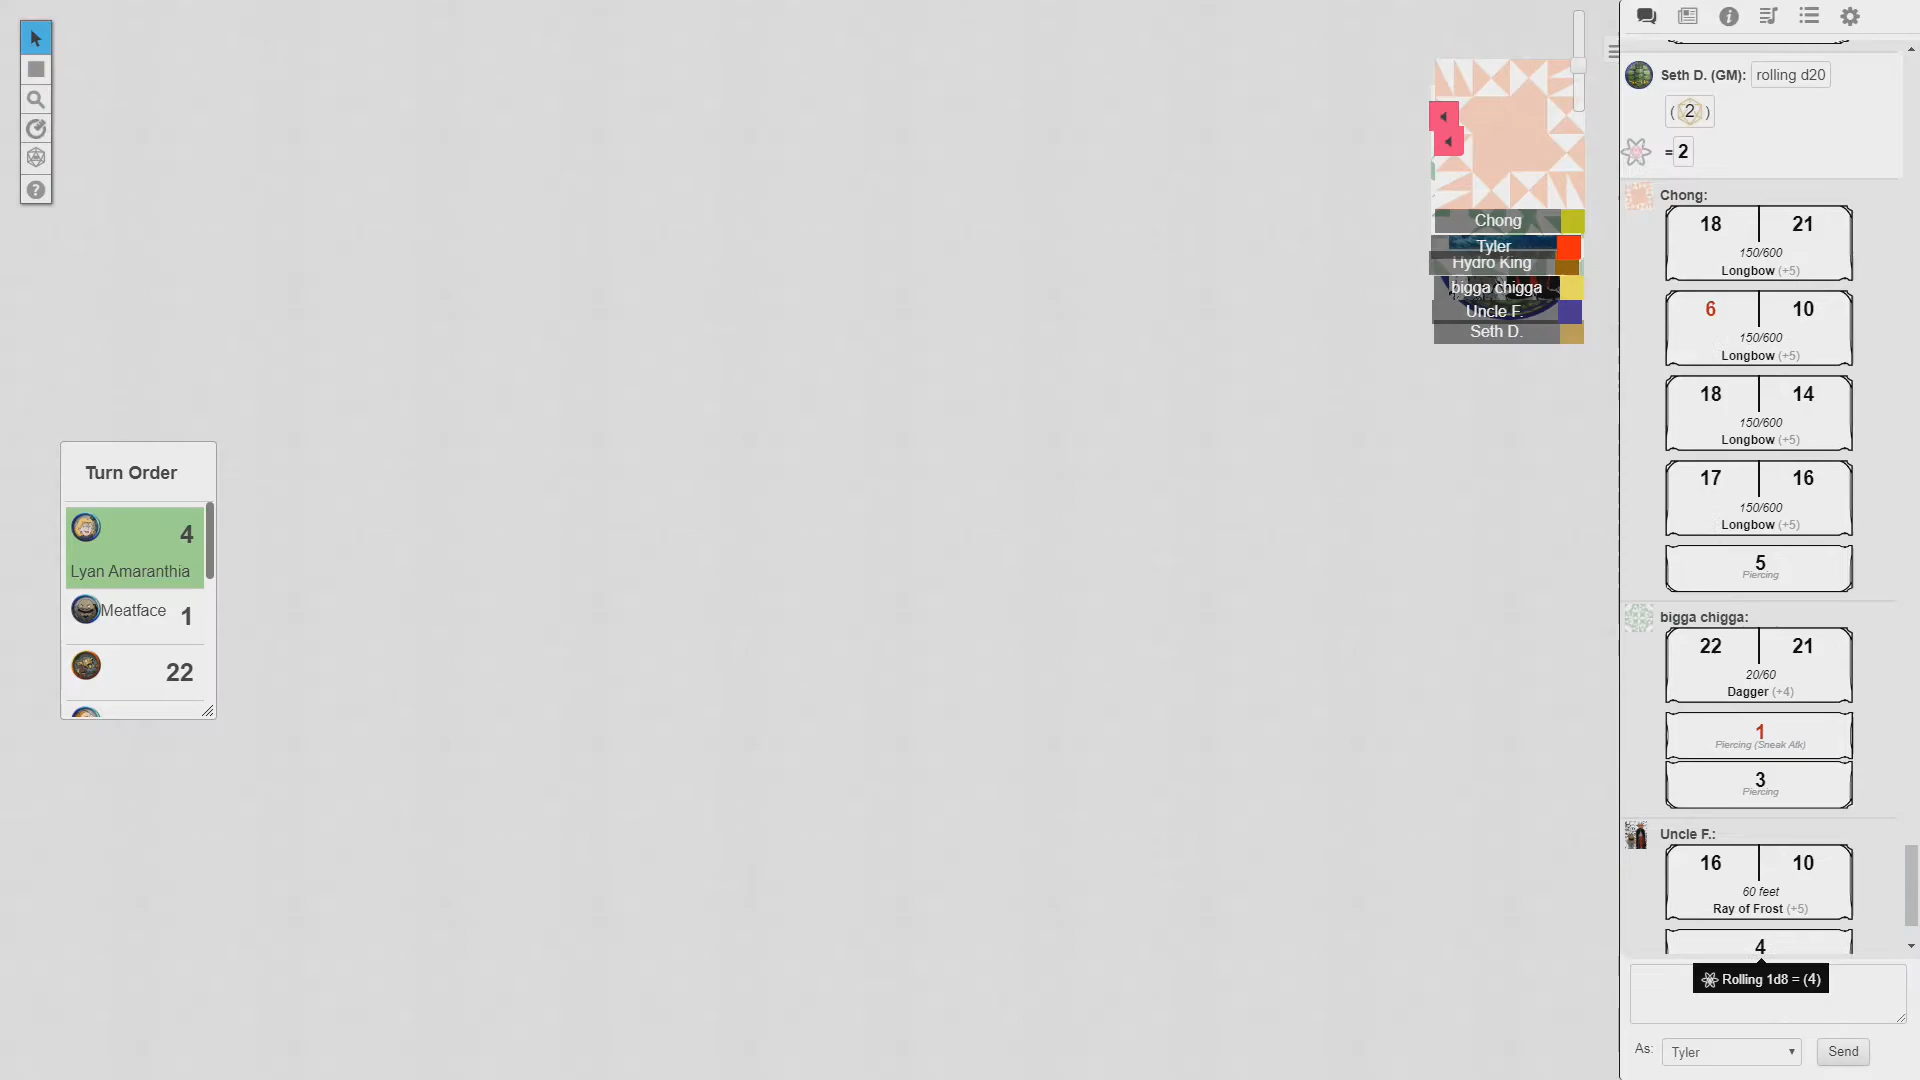 Turn Order
4
Lyan Amaranthia
Meatface 1
22
Chong
Tyler
Hydro King
bigga chigga
Uncle F.
Seth D.
Seth D. (GM): rolling d20
(2)
=2
Chong:
18 21
150/600
Longbow (+5)
6 10
150/600
Longbow (+5)
18 14
150/600
Longbow (+5)
17 16
150/600
Longbow (+5)
5
Piercing
bigga chigga:
22 21
20/60
Dagger (+4)
1
Piercing (Sneak Atk)
3
Piercing
Uncle F.:
16 10
60 feet
Ray of Frost (+5)
4
Rolling 1d8 = (4)
As: Tyler Send